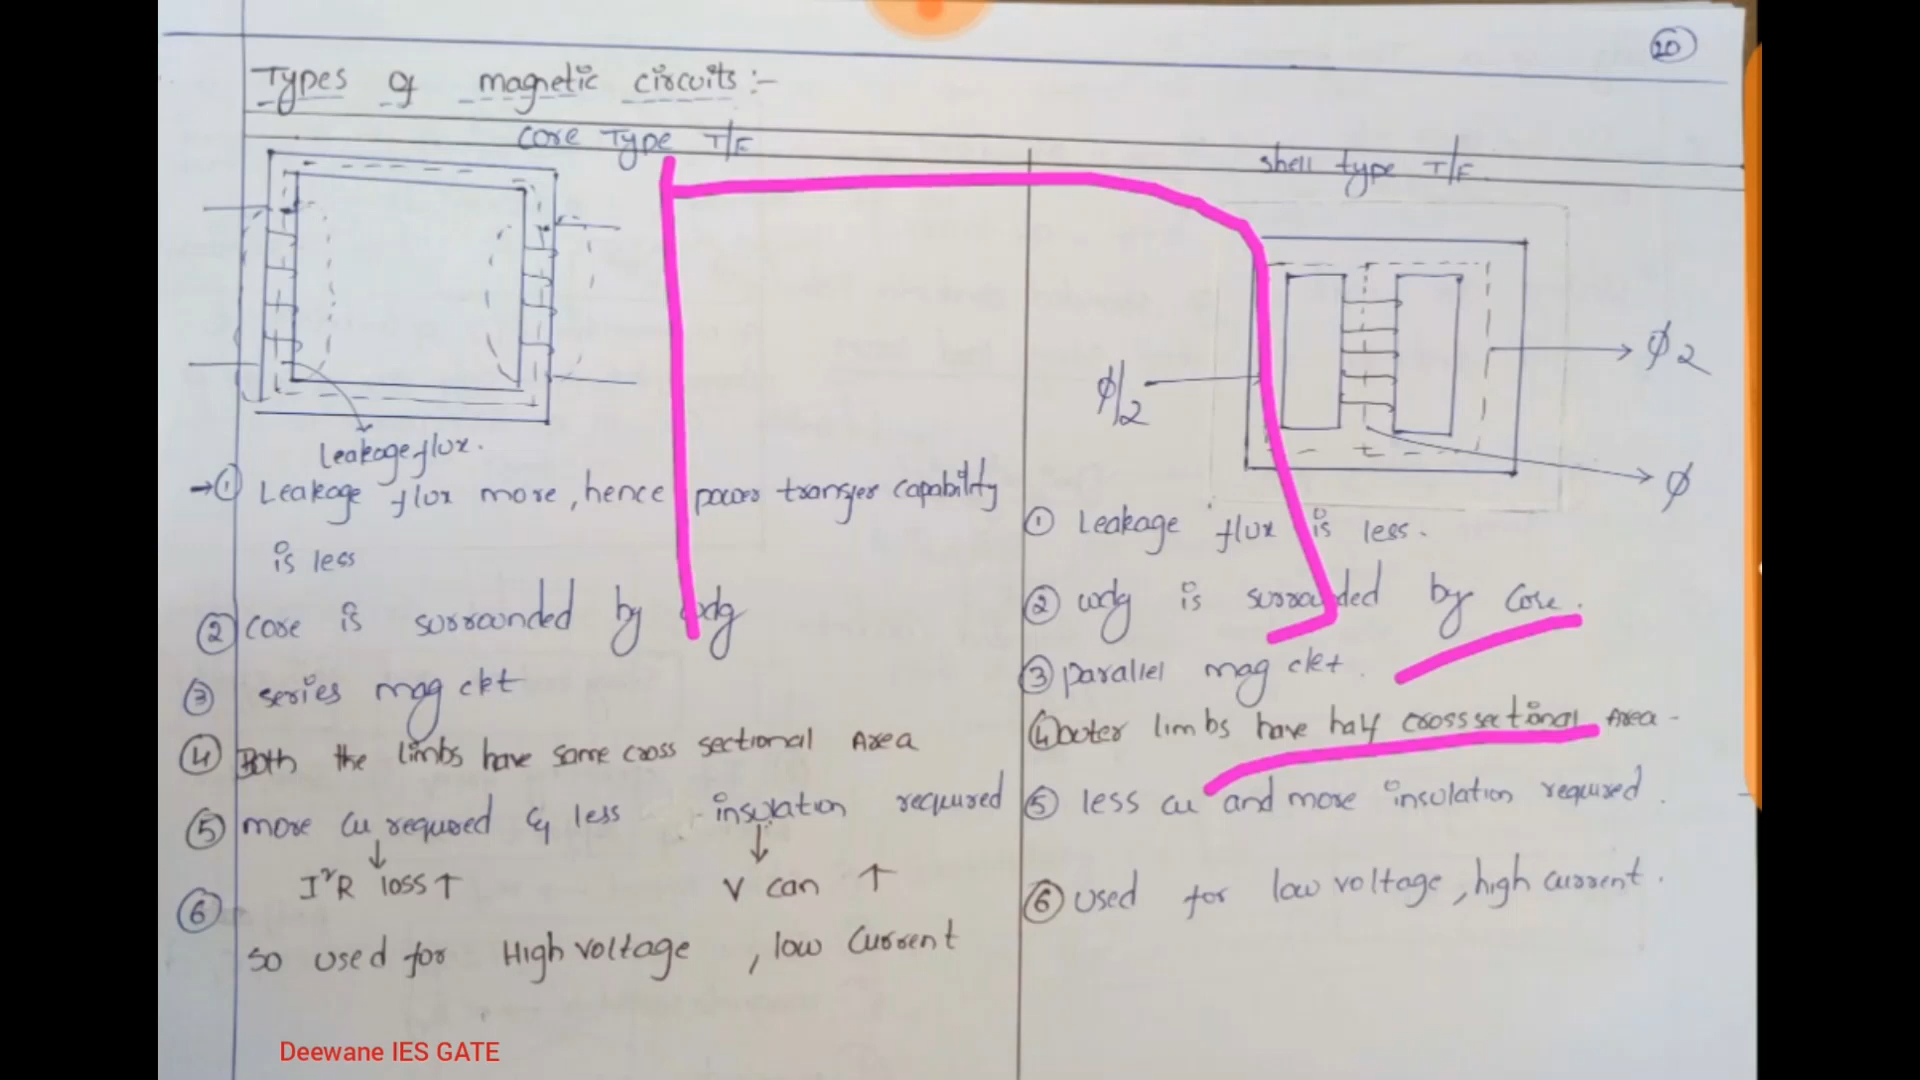 20
Types of magnetic circuits :-
core Type T/F
shell type T/F
Leakage flux.
→① Leakage flux more, hence power transfer capability
is less
② core is surrounded by wdg
③ series mag ckt
④ Both the limbs have same cross sectional Area
⑤ more cu required & less insulation required
I²R loss↑
V can ↑
⑥
so used for High voltage, low Current
ϕ/2
ϕ2
ϕ
① Leakage flux is less.
② wdg is surrounded by Core.
③ parallel mag ckt.
④ outer limbs have half crosssectional Area-
⑤ less cu and more insulation required.
⑥ used for low voltage, high current.
Deewane IES GATE